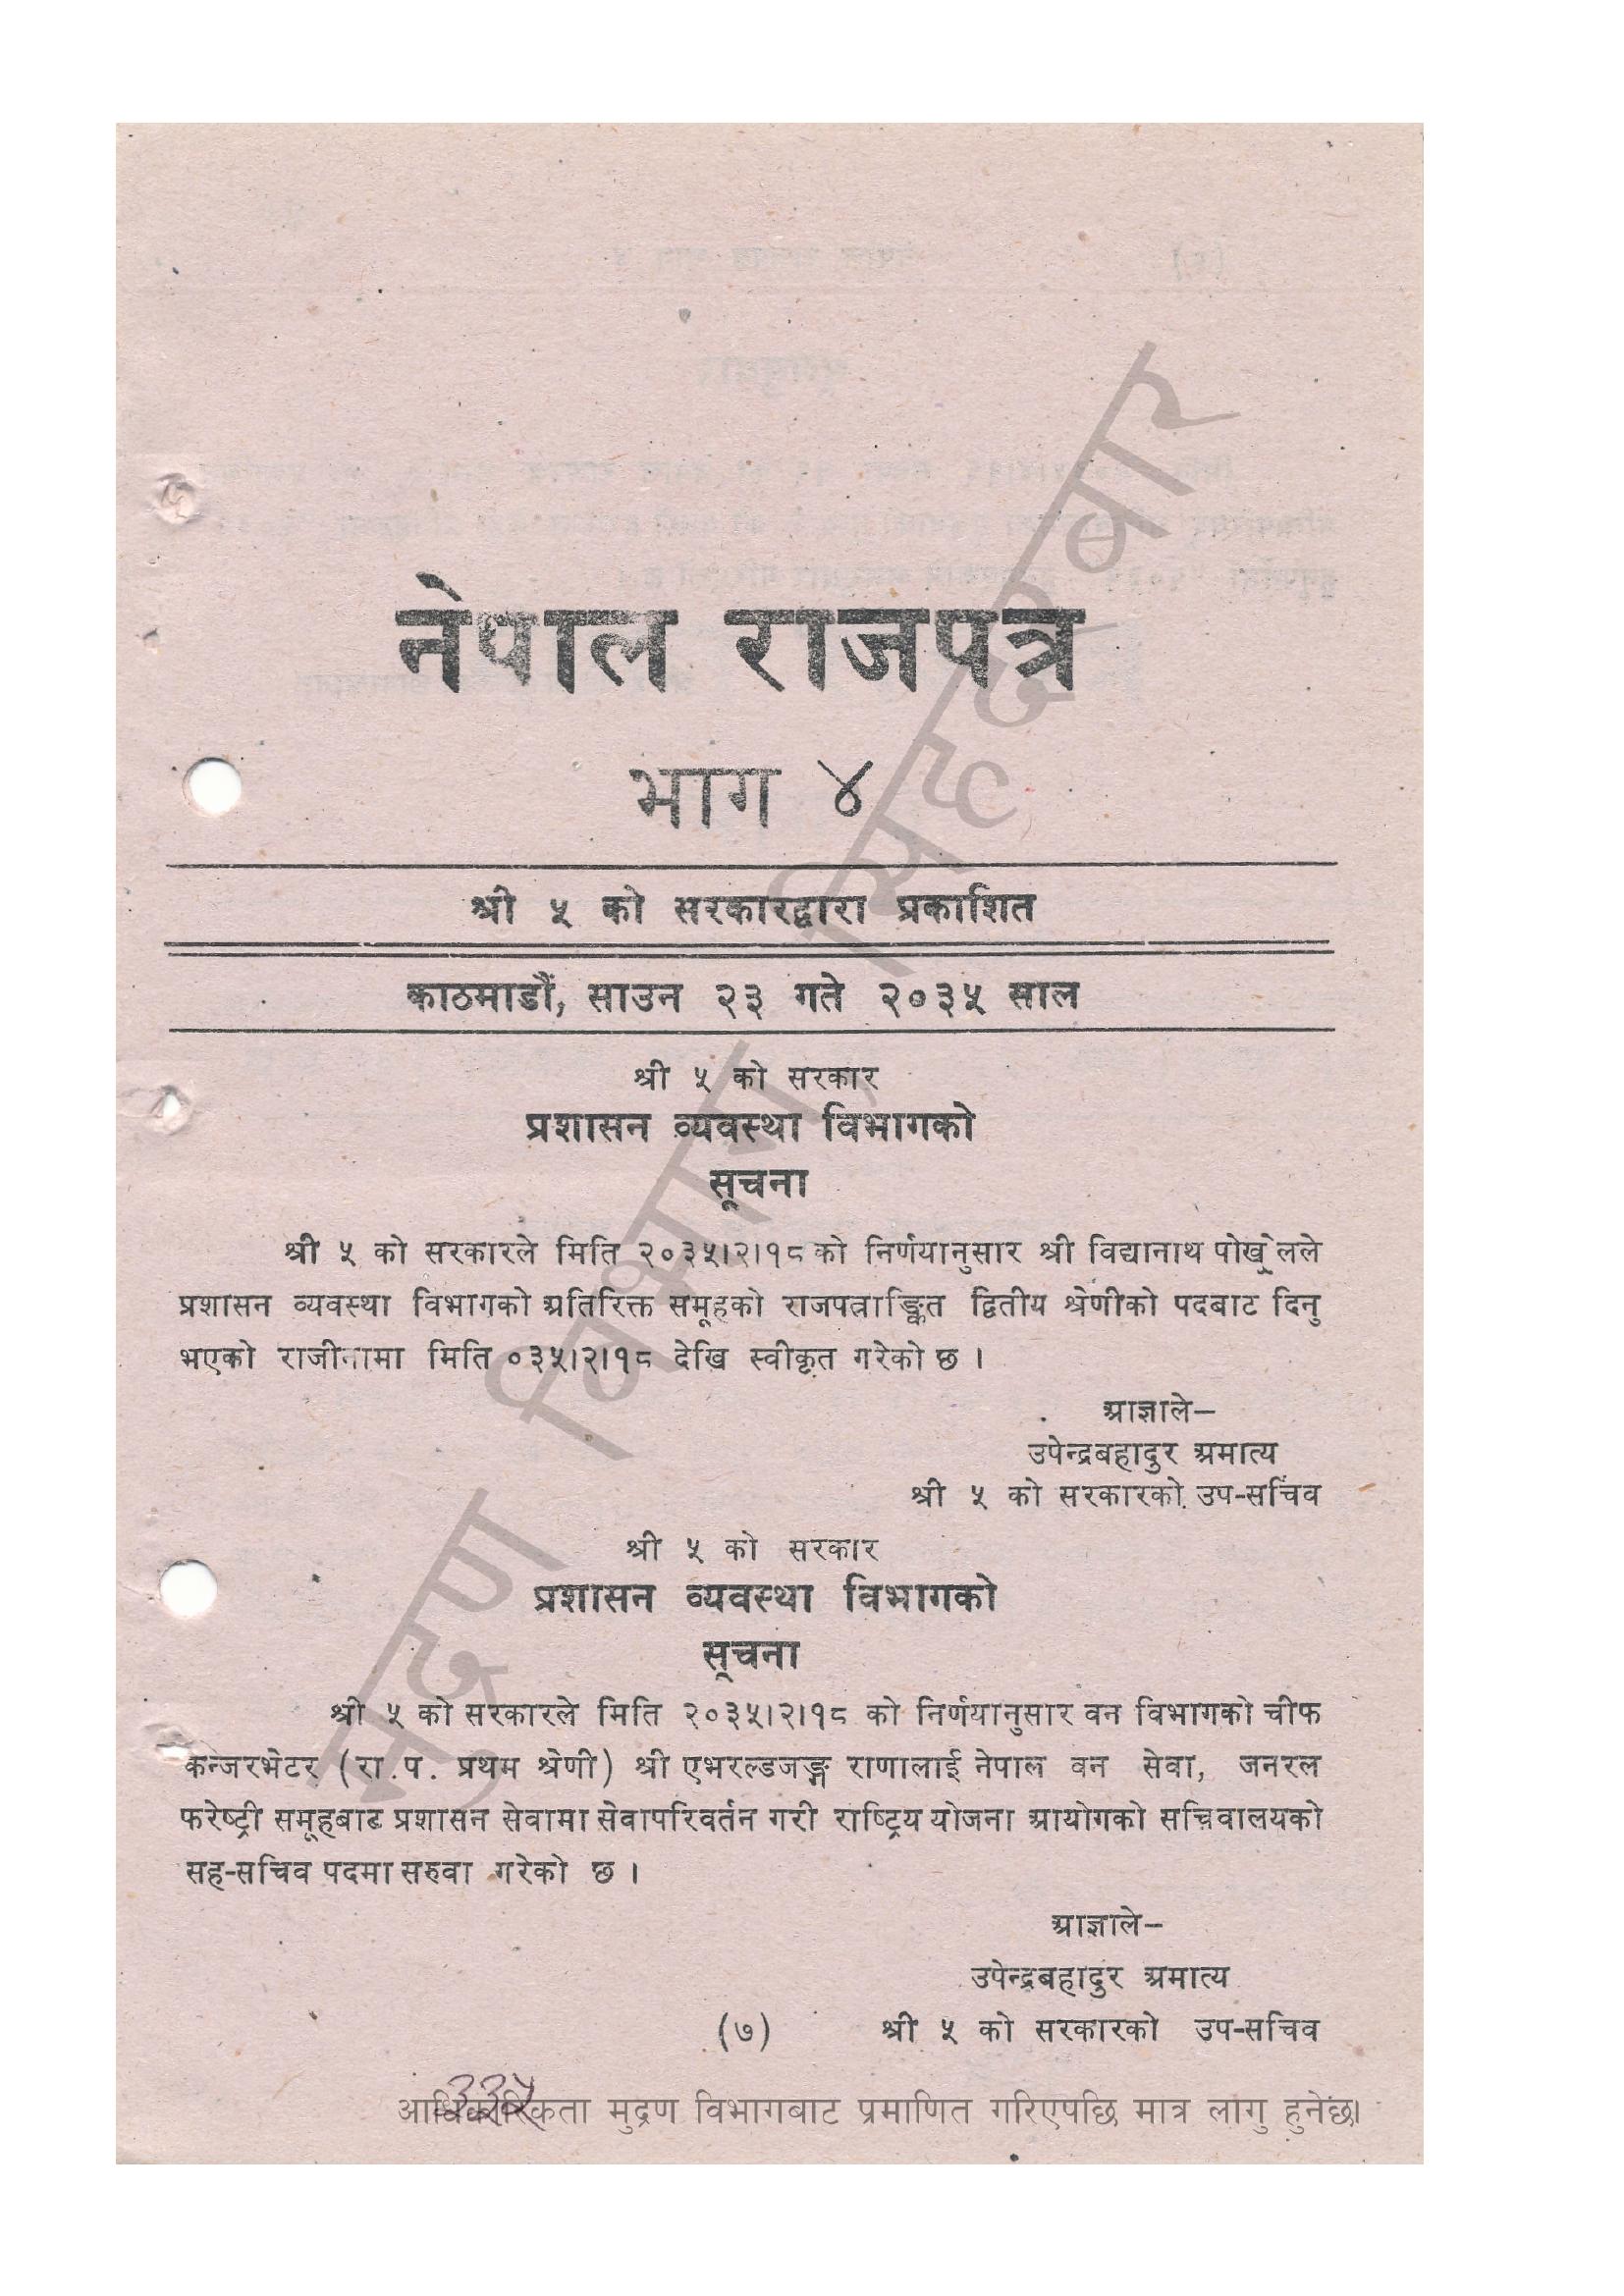 नेपाल राजपत्र
भाग ४
श्री ५ को सरकारद्वारा प्रकाशित
काठमाडौं, साउन २३ गते २०३५ साल
श्री ५ को सरकार
प्रशासन व्यवस्था विभागको
सूचना
श्री ५ को सरकारले मिति २०३५।२।१८ को निर्णयानुसार श्री विद्यानाथ पोख्रेलले
प्रशासन व्यवस्था विभागको अतिरिक्त समूहको राजपत्राङ्कित द्वितीय श्रेणीको पदबाट दिनु
भएको राजीनामा मिति ०३५।२।१८ देखि स्वीकृत गरेको छ ।
आज्ञाले–
उपेन्द्रबहादुर अमात्य
श्री ५ को सरकारको उप-सचिव
श्री ५ को सरकार
प्रशासन व्यवस्था विभागको
सूचना
श्री ५ को सरकारले मिति २०३५।२।१८ को निर्णयानुसार वन विभागको चीफ
कन्जरभेटर (रा.प. प्रथम श्रेणी) श्री एभरल्डजङ्ग राणालाई नेपाल वन सेवा, जनरल
फरेष्ट्री समूहबाट प्रशासन सेवामा सेवापरिवर्तन गरी राष्ट्रिय योजना आयोगको सचिवालयको
सह-सचिव पदमा सरुवा गरेको छ ।
आज्ञाले–
उपेन्द्रबहादुर अमात्य
(७) श्री ५ को सरकारको उप-सचिव
३३५
आधिकारिकता मुद्रण विभागबाट प्रमाणित गरिएपछि मात्र लागु हुनेछ।
मुद्रण विभाग, सिंहदरबार